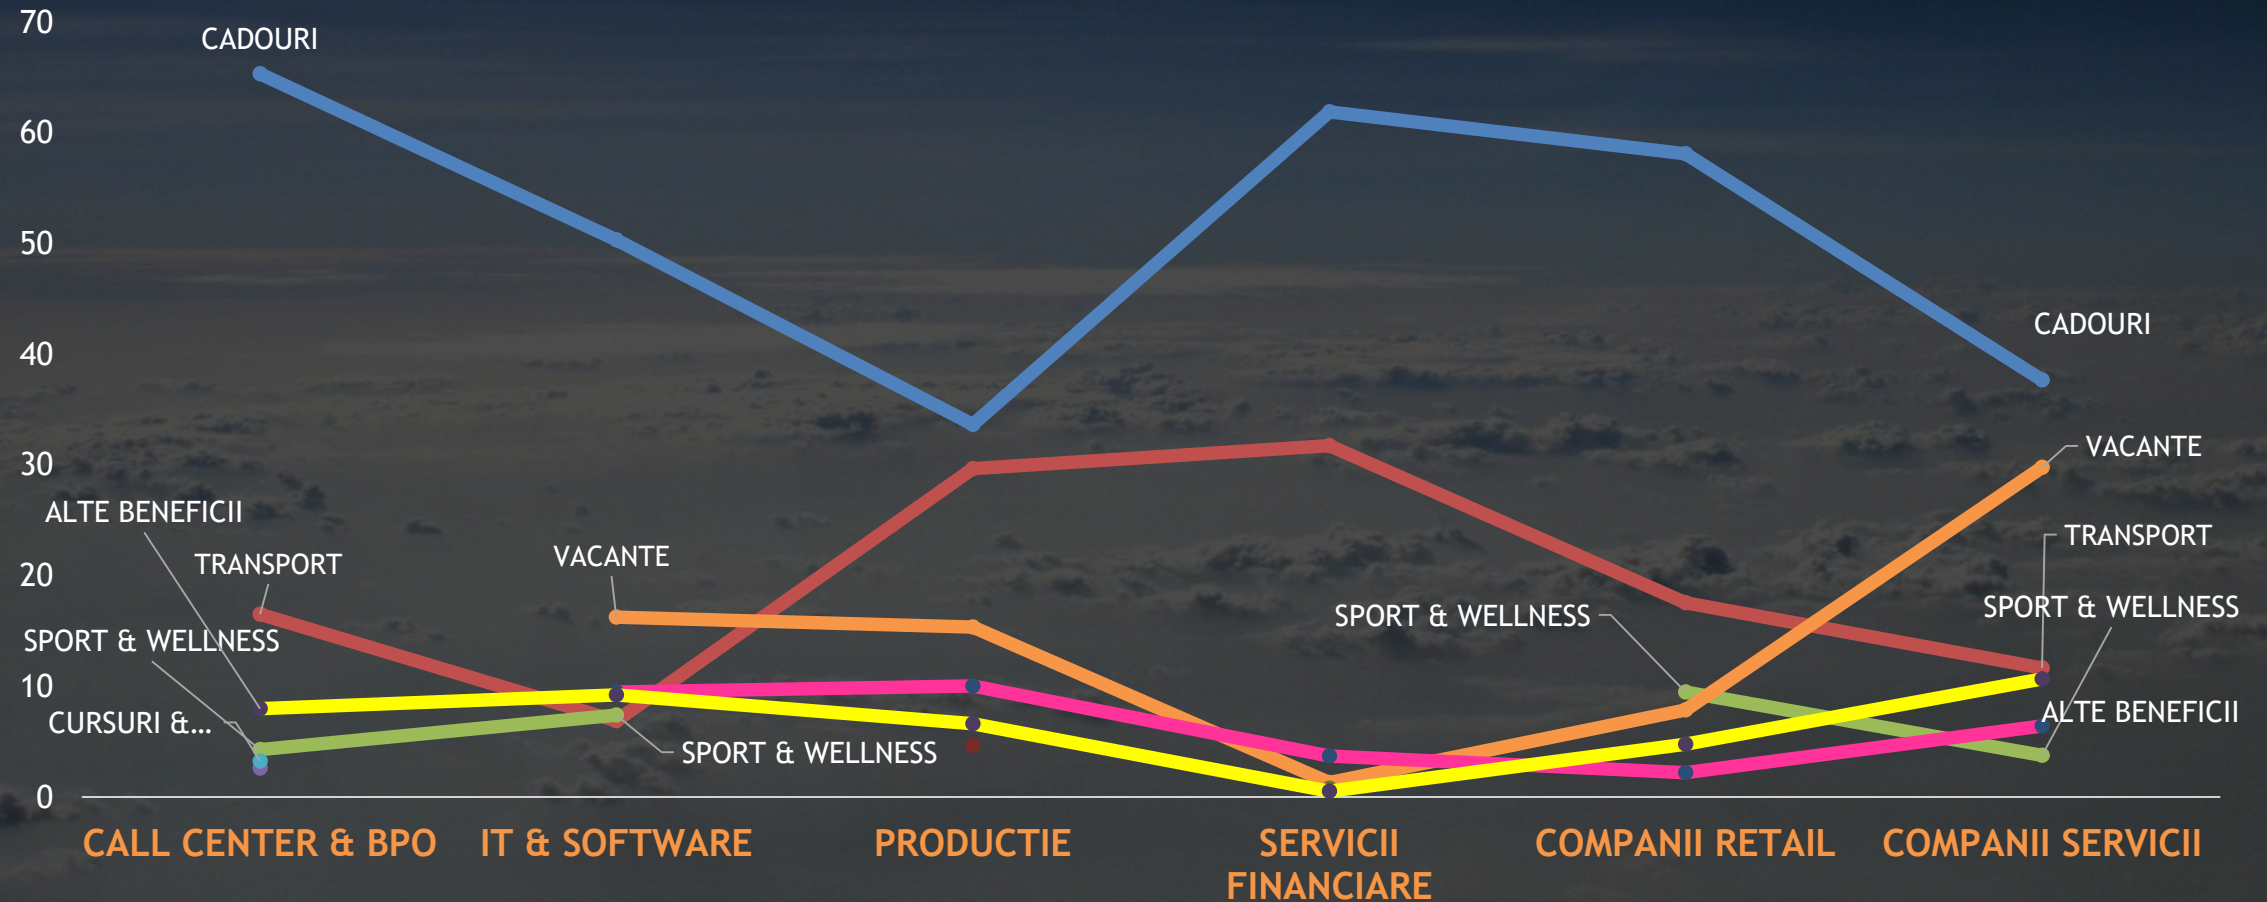 70
60
50
40
30
20
10
0
CADOURI
CADOURI
VACANTE
ALTE BENEFICII
TRANSPORT
TRANSPORT
VACANTE
SPORT & WELLNESS
SPORT & WELLNESS
SPORT & WELLNESS
CURSURI &...
SPORT & WELLNESS
ALTE BENEFICII
CALL CENTER & BPO
IT & SOFTWARE
PRODUCTIE
SERVICII
FINANCIARE
COMPANII RETAIL
COMPANII SERVICII